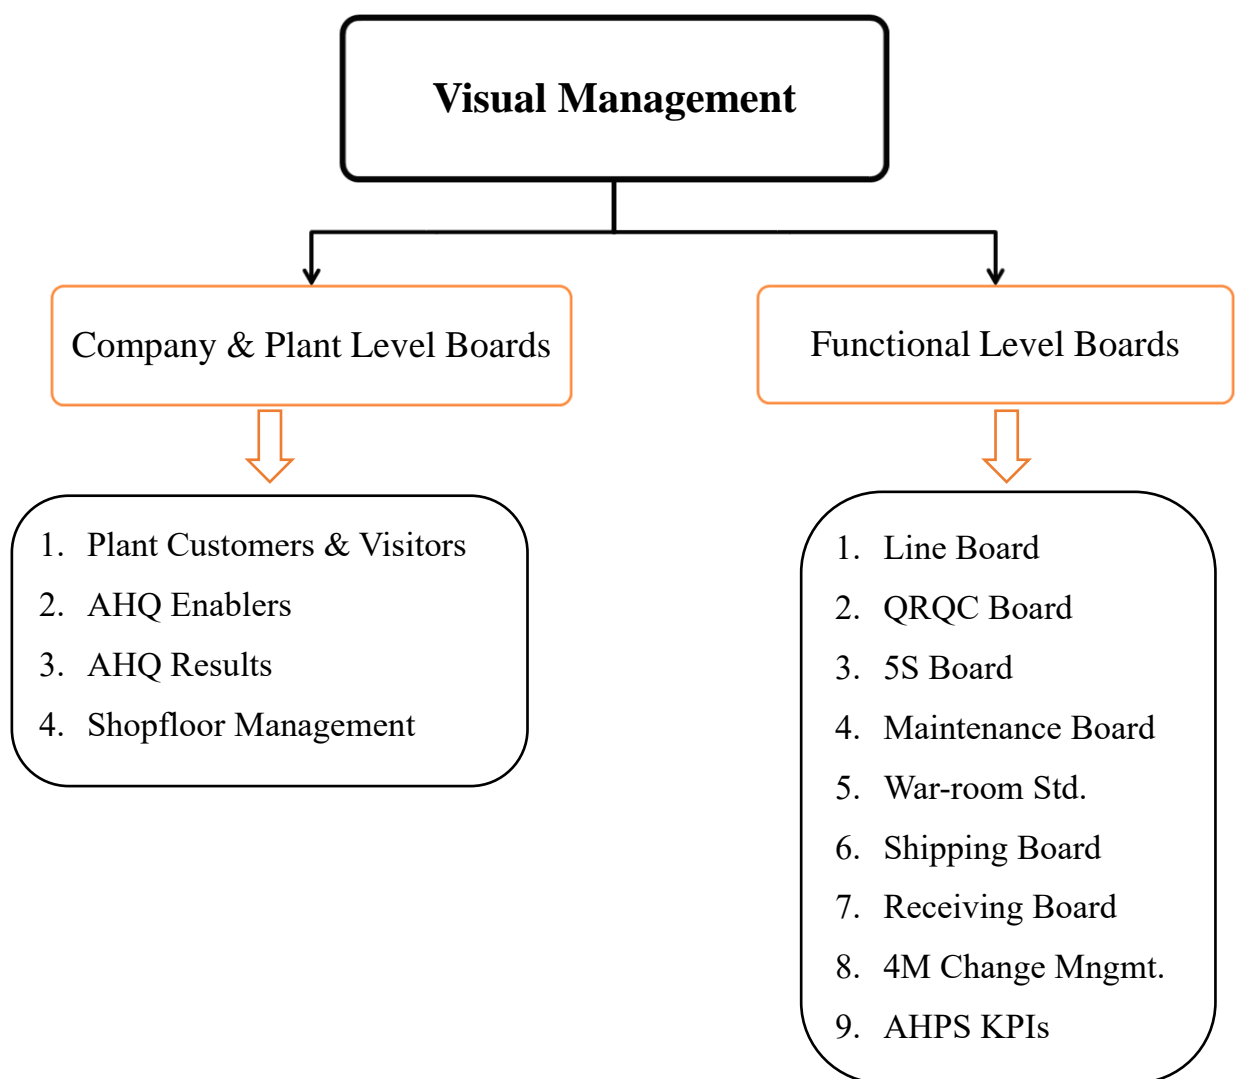 Visual Management
Company & Plant Level Boards
Functional Level Boards
1. Plant Customers & Visitors
2. AHQ Enablers
3. AHQ Results
4. Shopfloor Management
1. Line Board
2. QRQC Board
3. 5S Board
4. Maintenance Board
5. War-room Std.
6. Shipping Board
7. Receiving Board
8. 4M Change Mngmt.
9. AHPS KPIs